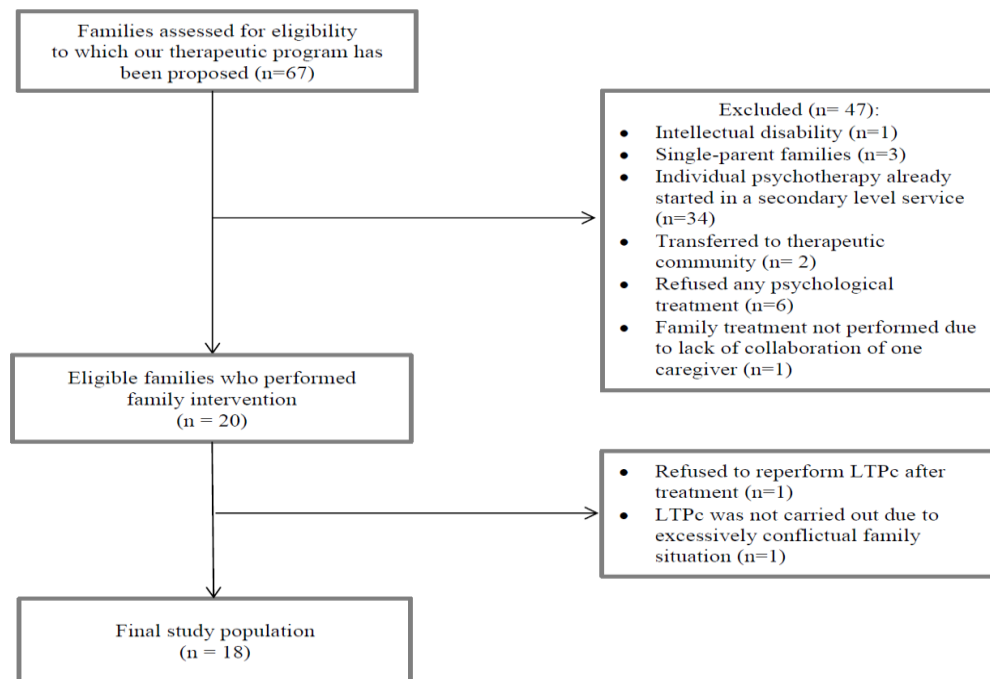 Families assessed for eligibility
to which our therapeutic program has
been proposed (n=67)
Excluded (n= 47):
• Intellectual disability (n=1)
• Single-parent families (n=3)
• Individual psychotherapy already
started in a secondary level service
(n=34)
• Transferred to therapeutic
community (n= 2)
• Refused any psychological
treatment (n=6)
• Family treatment not performed due
to lack of collaboration of one
caregiver (n=1)
Eligible families who performed
family intervention
(n = 20)
• Refused to reperform LTPc after
treatment (n=1)
• LTPc was not carried out due to
excessively conflictual family
situation (n=1)
Final study population
(n = 18)